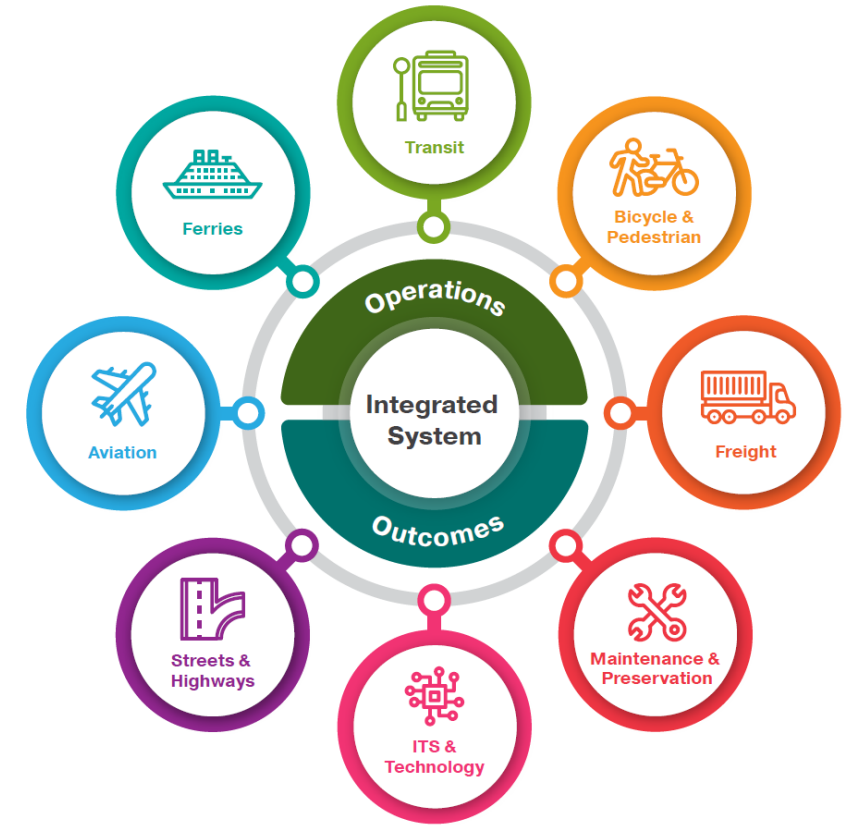 Transit
Bicycle &
Pedestrian
Freight
Maintenance &
Preservation
ITS &
Technology
Streets &
Highways
Aviation
Ferries
Operations
Integrated
System
Outcomes